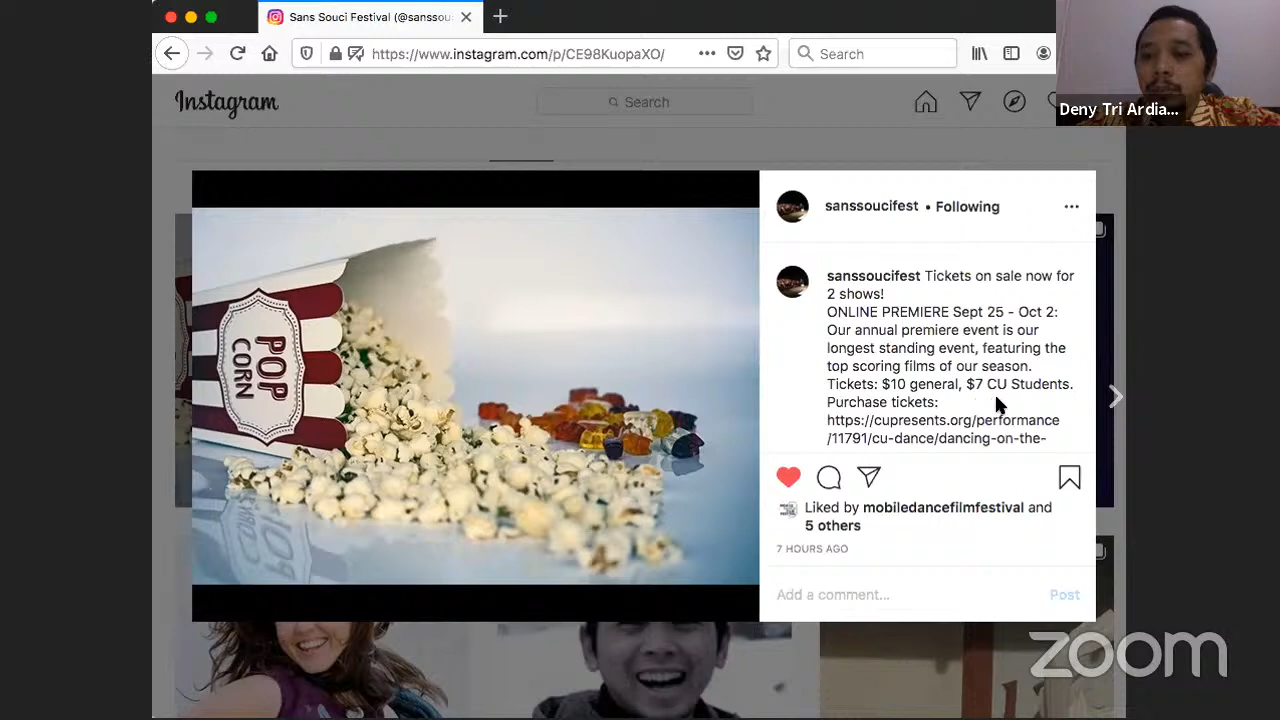 Sans Souci Festival (@sanssou
https://www.instagram.com/p/CE98KuopaXO/
Search
Deny Tri Ardia...
Instagram
Search
sanssoucifest • Following
sanssoucifest Tickets on sale now for
2 shows!
ONLINE PREMIERE Sept 25 - Oct 2:
Our annual premiere event is our
longest standing event, featuring the
top scoring films of our season.
Tickets: $10 general, $7 CU Students.
Purchase tickets:
https://cupresents.org/performance
/11791/cu-dance/dancing-on-the-
POP
CORN
Liked by mobiledancefilmfestival and
5 others
7 HOURS AGO
Add a comment... Post
zoom